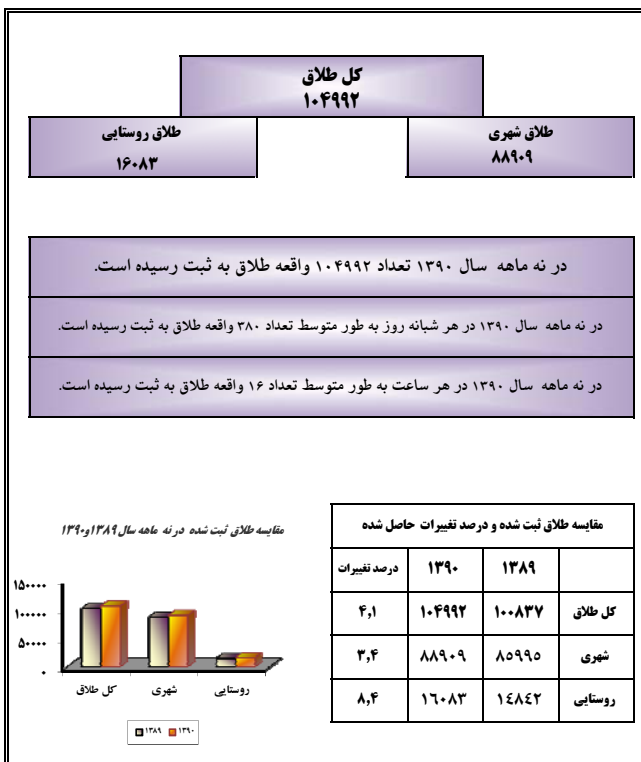 کل طلاق
۱۰۴۹۹۲
طلاق شهری
۸۸۹۰۹
طلاق روستایی
۱۶۰۸۳
در نه ماهه سال ۱۳۹۰ تعداد ۱۰۴۹۹۲ واقعه طلاق به ثبت رسیده است.
در نه ماهه سال ۱۳۹۰ در هر شبانه روز به طور متوسط تعداد ۳۸۰ واقعه طلاق به ثبت رسیده است.
در نه ماهه سال ۱۳۹۰ در هر ساعت به طور متوسط تعداد ۱۶ واقعه طلاق به ثبت رسیده است.
مقایسه طلاق ثبت شده و درصد تغییرات حاصل شده
۱۳۸۹ ۱۳۹۰ درصد تغییرات
کل طلاق ۱۰۰۸۳۷ ۱۰۴۹۹۲ ۴,۱
شهری ۸۵۹۹۵ ۸۸۹۰۹ ۳,۴
روستایی ۱۴۸۴۲ ۱۶۰۸۳ ۸,۴
مقایسه طلاق ثبت شده در نه ماهه سال ۱۳۸۹و۱۳۹۰
۱۵۰۰۰۰
۱۰۰۰۰۰
۵۰۰۰۰
۰
کل طلاق شهری روستایی
۱۳۸۹ ۱۳۹۰